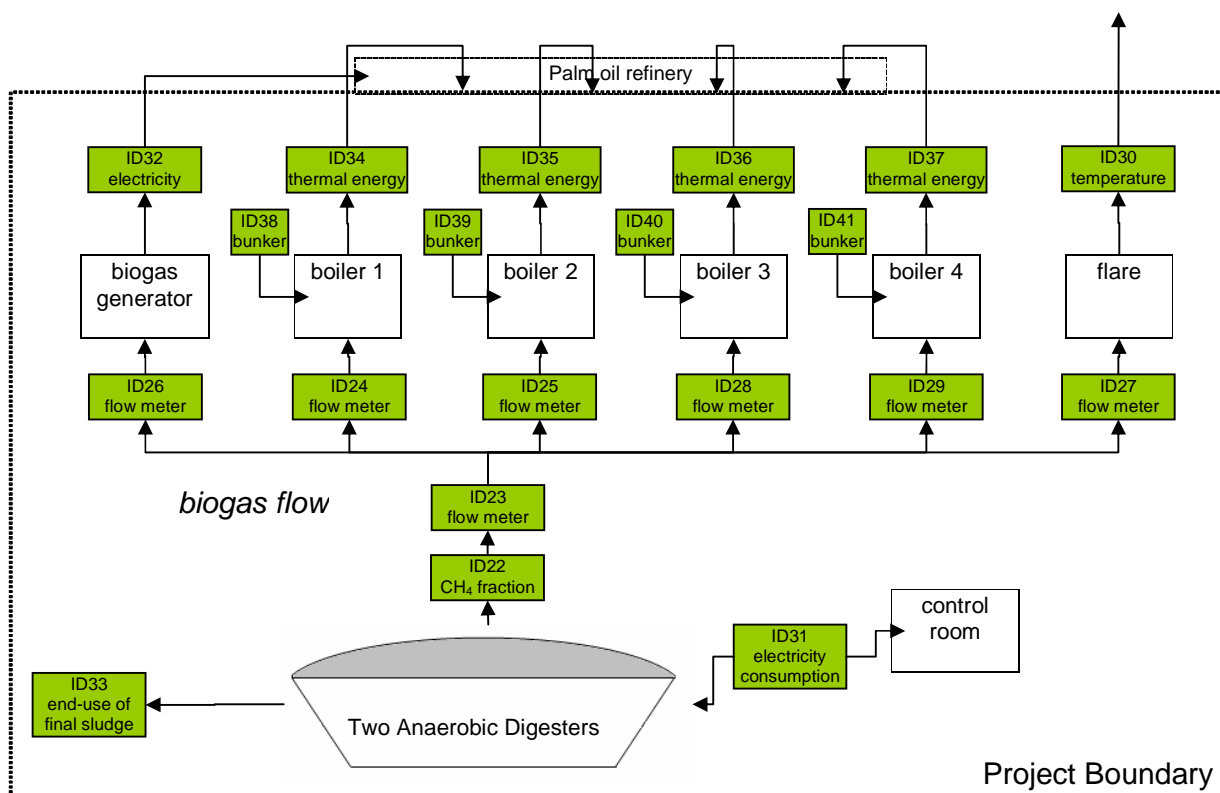 Palm oil refinery
ID32
electricity
ID34
thermal energy
ID35
thermal energy
ID36
thermal energy
ID37
thermal energy
ID30
temperature
ID38
bunker
ID39
bunker
ID40
bunker
ID41
bunker
biogas
generator
boiler 1
boiler 2
boiler 3
boiler 4
flare
ID26
flow meter
ID24
flow meter
ID25
flow meter
ID28
flow meter
ID29
flow meter
ID27
flow meter
biogas flow
ID23
flow meter
ID22
CH₄ fraction
control
room
ID31
electricity
consumption
ID33
end-use of
final sludge
Two Anaerobic Digesters
Project Boundary